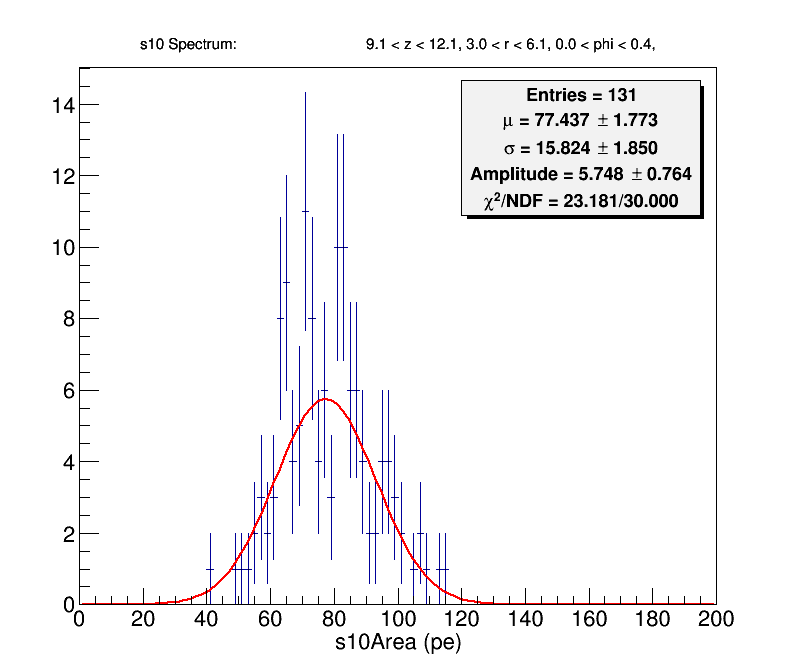 s10 Spectrum: 9.1 < z < 12.1, 3.0 < r < 6.1, 0.0 < phi < 0.4,
Entries = 131
μ = 77.437 ± 1.773
σ = 15.824 ± 1.850
Amplitude = 5.748 ± 0.764
χ²/NDF = 23.181/30.000
14
12
10
8
6
4
2
0
0 20 40 60 80 100 120 140 160 180 200
s10Area (pe)